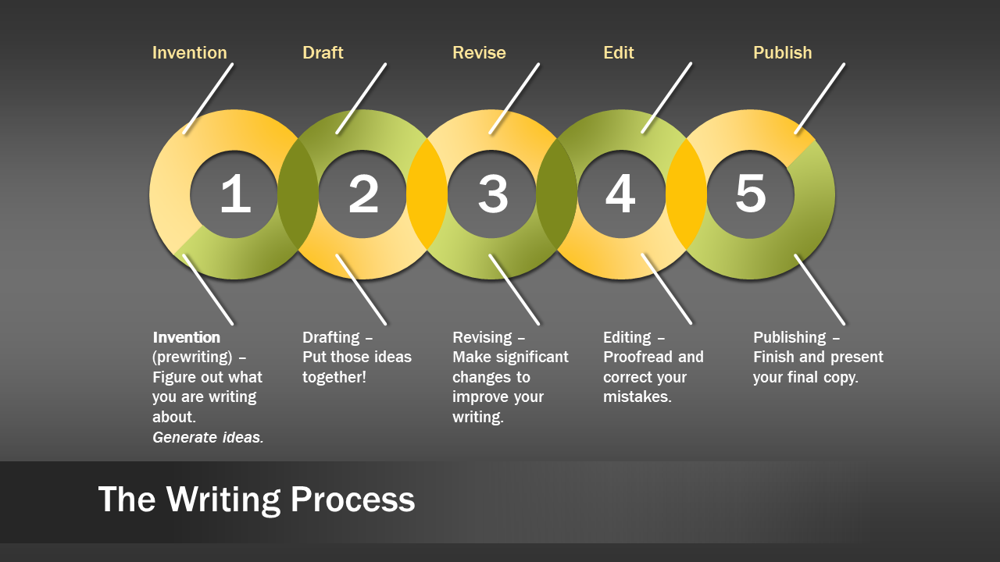 Invention
Draft
Revise
Edit
Publish
1
2
3
4
5
Invention
(prewriting) –
Figure out what
you are writing
about.
Generate ideas.
Drafting –
Put those ideas
together!
Revising –
Make significant
changes to
improve your
writing.
Editing –
Proofread and
correct your
mistakes.
Publishing –
Finish and present
your final copy.
The Writing Process